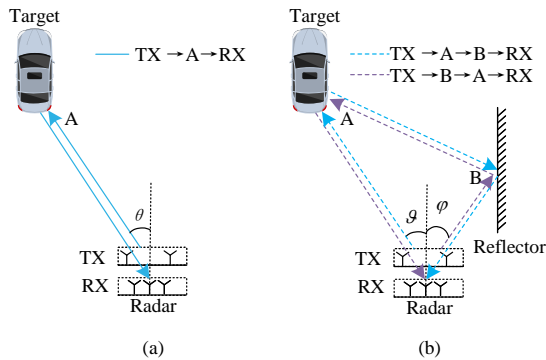 Target
TX →A→RX
A
θ
TX
RX
Radar
(a)
Target
TX →A→B→RX
TX →B→A→RX
A
B
ϑ
φ
Reflector
TX
RX
Radar
(b)